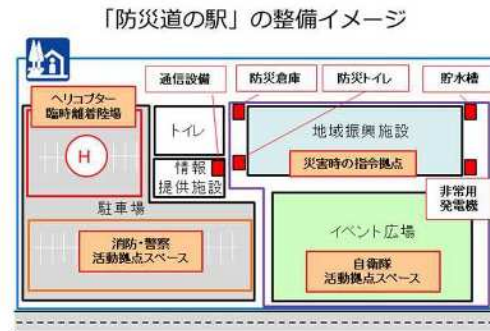 「防災道の駅」の整備イメージ
通信設備
防災倉庫
防災トイレ
貯水槽
ヘリコプター
臨時離着陸場
H
トイレ
情報
提供施設
地域振興施設
災害時の指令拠点
非常用
発電機
駐車場
消防・警察
活動拠点スペース
イベント広場
自衛隊
活動拠点スペース